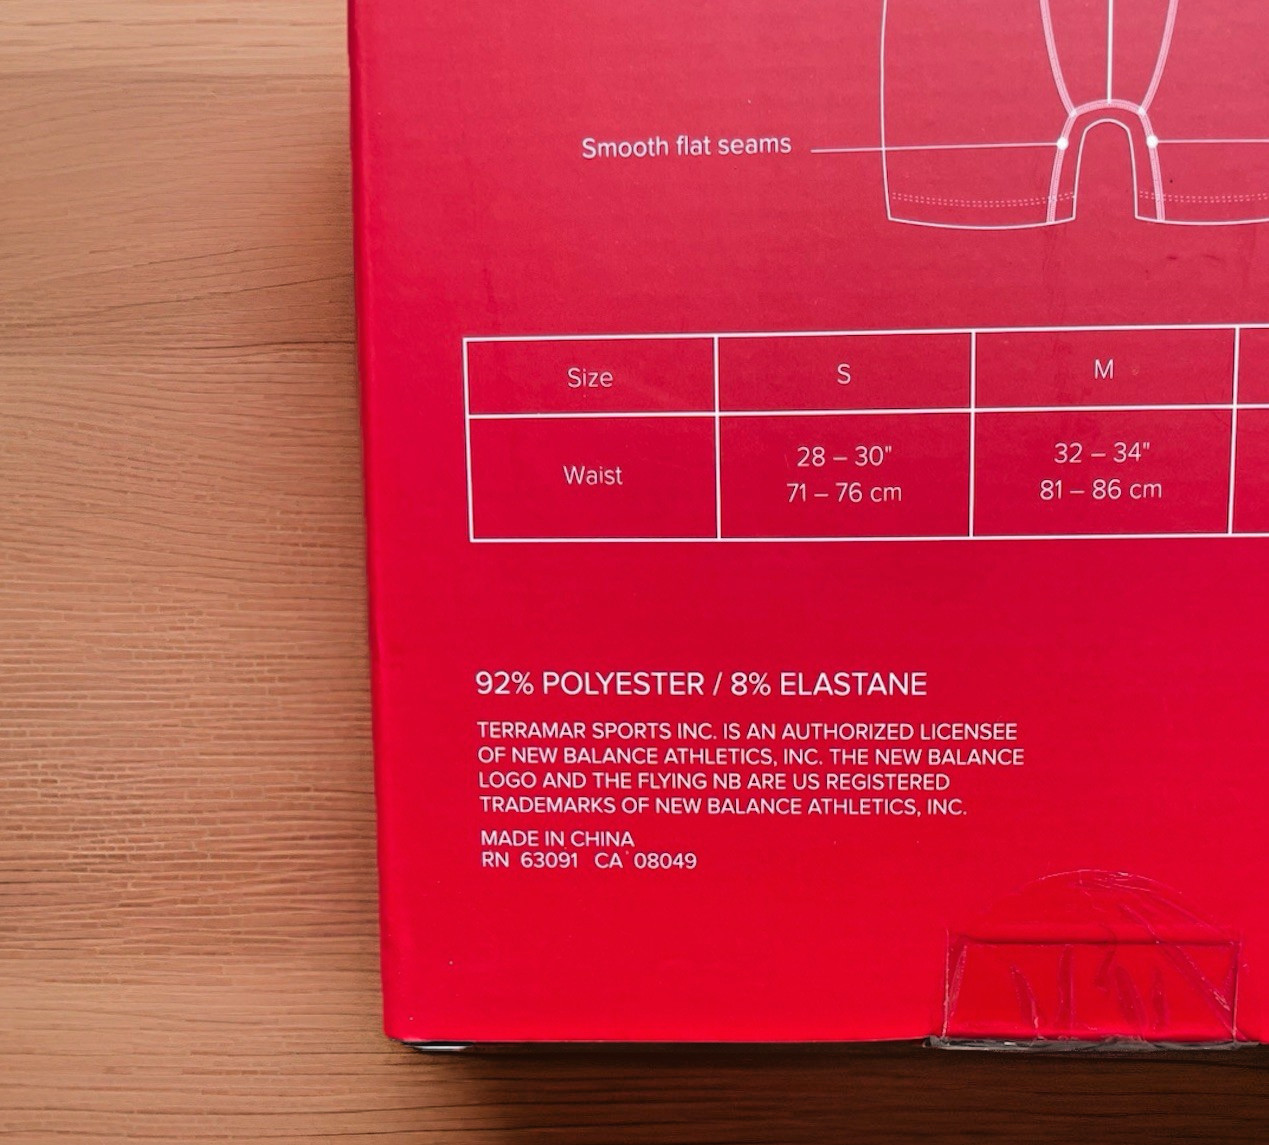 Smooth flat seams
Size S M
Waist 28 – 30" 32 – 34"
71 – 76 cm 81 – 86 cm
92% POLYESTER / 8% ELASTANE
TERRAMAR SPORTS INC. IS AN AUTHORIZED LICENSEE
OF NEW BALANCE ATHLETICS, INC. THE NEW BALANCE
LOGO AND THE FLYING NB ARE US REGISTERED
TRADEMARKS OF NEW BALANCE ATHLETICS, INC.
MADE IN CHINA
RN 63091 CA 08049